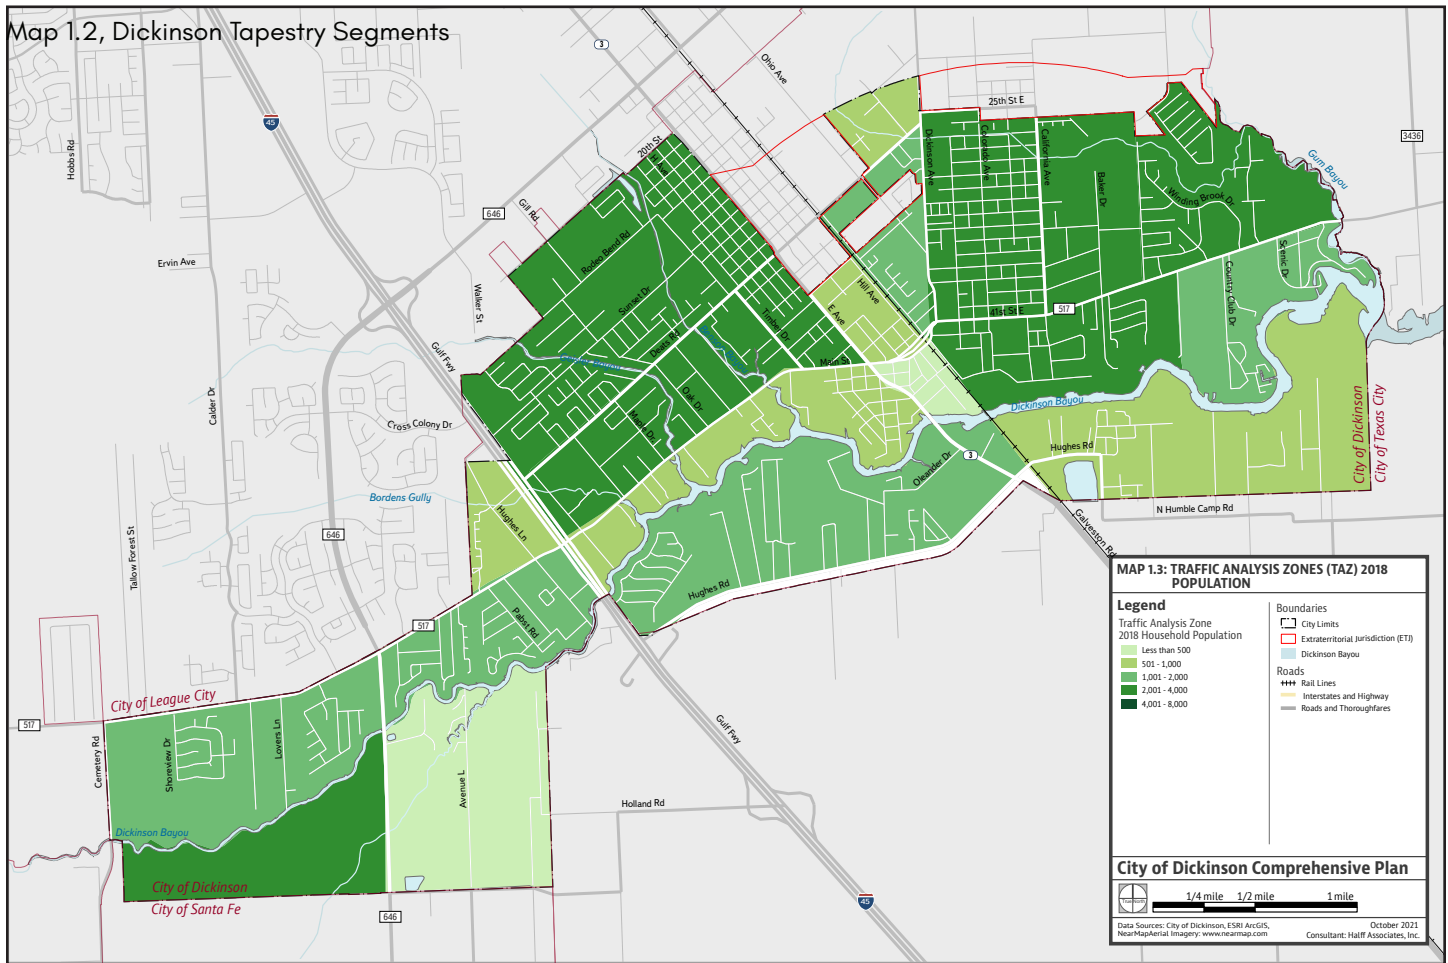 Map 1.2, Dickinson Tapestry Segments
3
Ohio Ave
45
Hobbs Rd
25th St E
3436
20th St
H Ave
Dickinson Ave
Colorado Ave
California Ave
Baker Dr
Gum Bayou
Winding Brook Dr
646
Gill Rd
Rodeo Bend Rd
Ervin Ave
Scenic Dr
Country Club Dr
Walker St
Sunset Dr
Hill Ave
E Ave
Timber Dr
41st St E
517
Gulf Fwy
Deats Rd
Main St
Calder Dr
Oak Dr
Maple Dr
Cross Colony Dr
Dickinson Bayou
City of Dickinson
City of Texas City
Hughes Rd
3
Oleander Dr
Bordens Gully
Hughes Ln
N Humble Camp Rd
Galveston Rd
646
Tallow Forest St
Hughes Rd
517
Pabst Rd
City of League City
517
Cemetery Rd
Shoreview Dr
Lovers Ln
Avenue L
Gulf Fwy
Holland Rd
Dickinson Bayou
City of Dickinson
City of Santa Fe
646
45
MAP 1.3: TRAFFIC ANALYSIS ZONES (TAZ) 2018
POPULATION
Legend
Traffic Analysis Zone
2018 Household Population
Less than 500
501 - 1,000
1,001 - 2,000
2,001 - 4,000
4,001 - 8,000
Boundaries
City Limits
Extraterritorial Jurisdiction (ETJ)
Dickinson Bayou
Roads
Rail Lines
Interstates and Highway
Roads and Thoroughfares
City of Dickinson Comprehensive Plan
True North
1/4 mile 1/2 mile 1 mile
Data Sources: City of Dickinson, ESRI ArcGIS,
NearMapAerial Imagery: www.nearmap.com
October 2021
Consultant: Halff Associates, Inc.